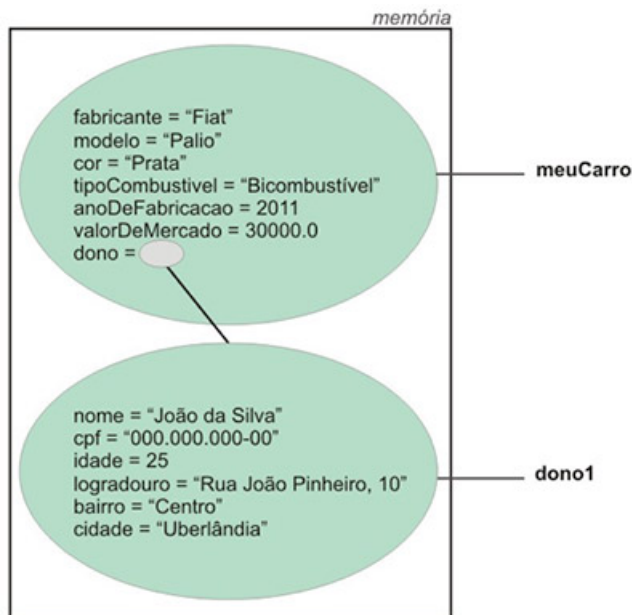 memória
fabricante = “Fiat”
modelo = “Palio”
cor = “Prata”
tipoCombustivel = “Bicombustível”
anoDeFabricacao = 2011
valorDeMercado = 30000.0
dono =
meuCarro
nome = “João da Silva”
cpf = “000.000.000-00”
idade = 25
logradouro = “Rua João Pinheiro, 10”
bairro = “Centro”
cidade = “Uberlândia”
dono1